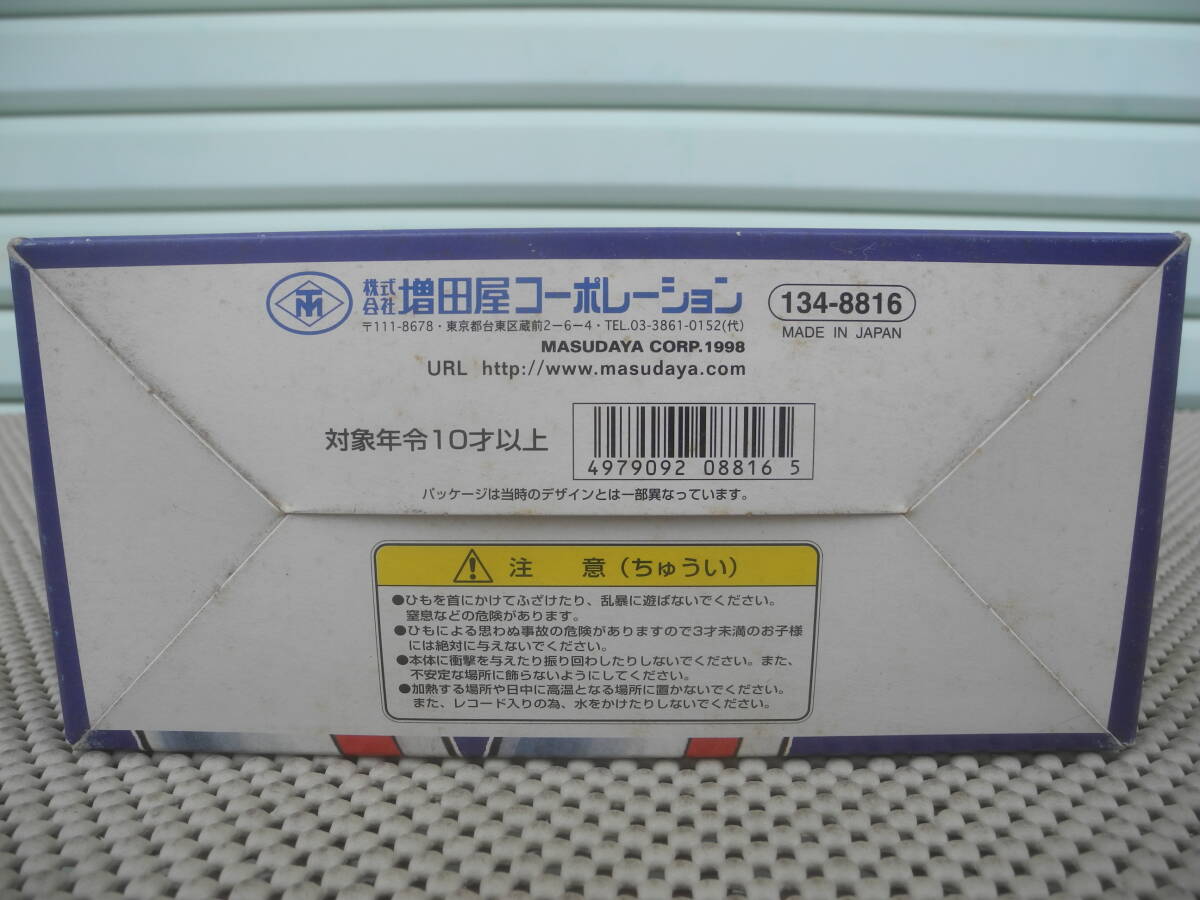 TM
株式会社 増田屋コーポレーション
134-8816
〒111-8678・東京都台東区蔵前2-6-4・TEL.03-3861-0152(代)
MADE IN JAPAN
MASUDAYA CORP.1998
URL http://www.masudaya.com
対象年令10才以上
4979092 08816 5
パッケージは当時のデザインとは一部異なっています。
注 意(ちゅうい)
●ひもを首にかけてふざけたり、乱暴に遊ばないでください。
窒息などの危険があります。
●ひもによる思わぬ事故の危険がありますので3才未満のお子様
には絶対に与えないでください。
●本体に衝撃を与えたり振り回わしたりしないでください。また、
不安定な場所に飾らないようにしてください。
●加熱する場所や日中に高温となる場所に置かないでください。
また、レコード入りの為、水をかけたりしないでください。